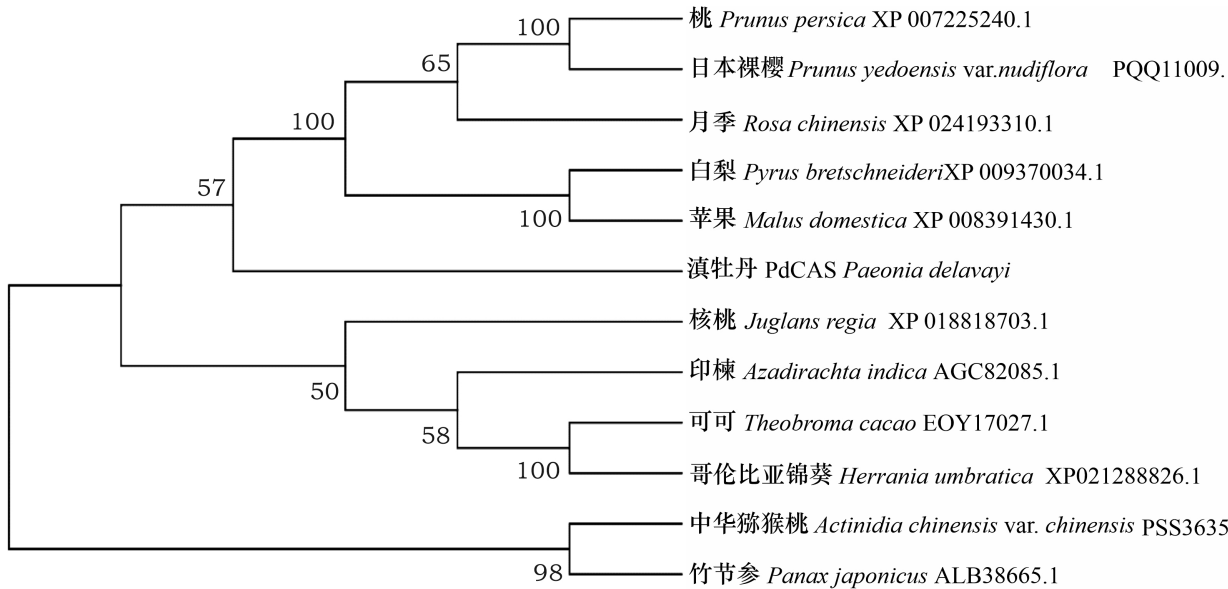 100
桃 Prunus persica XP 007225240.1
65
日本裸樱 Prunus yedoensis var.nudiflora PQQ11009.
100
月季 Rosa chinensis XP 024193310.1
57
白梨 Pyrus bretschneideriXP 009370034.1
100
苹果 Malus domestica XP 008391430.1
滇牡丹 PdCAS Paeonia delavayi
核桃 Juglans regia XP 018818703.1
50
印楝 Azadirachta indica AGC82085.1
58
可可 Theobroma cacao EOY17027.1
100
哥伦比亚锦葵 Herrania umbratica XP021288826.1
中华猕猴桃 Actinidia chinensis var. chinensis PSS3635
98
竹节参 Panax japonicus ALB38665.1